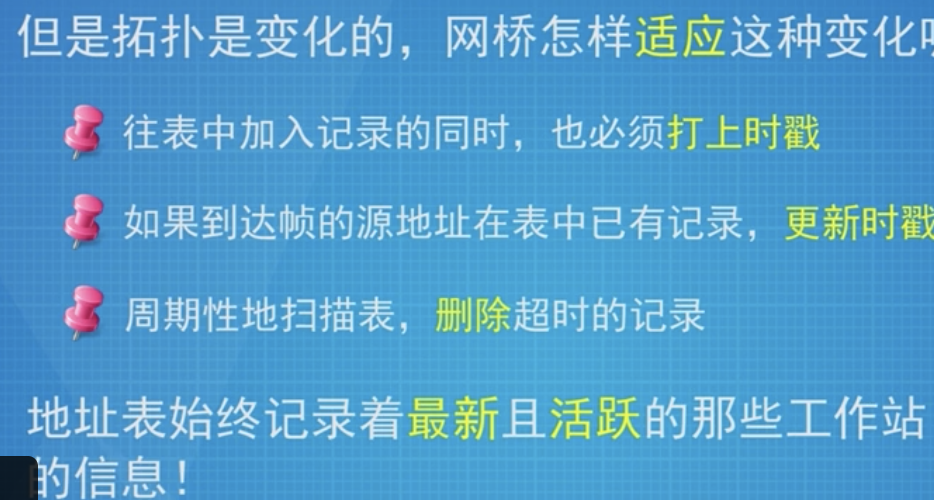 但是拓扑是变化的，网桥怎样适应这种变化
往表中加入记录的同时，也必须打上时戳
如果到达帧的源地址在表中已有记录，更新时戳
周期性地扫描表，删除超时的记录
地址表始终记录着最新且活跃的那些工作站
的信息！